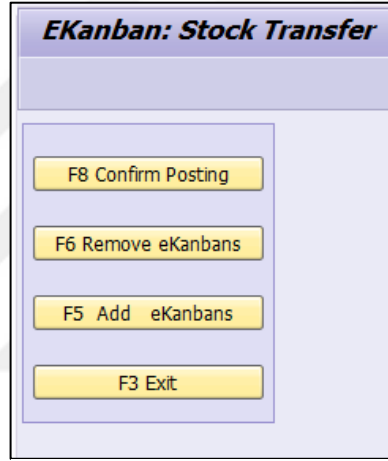 EKanban: Stock Transfer
F8 Confirm Posting
F6 Remove eKanbans
F5 Add eKanbans
F3 Exit